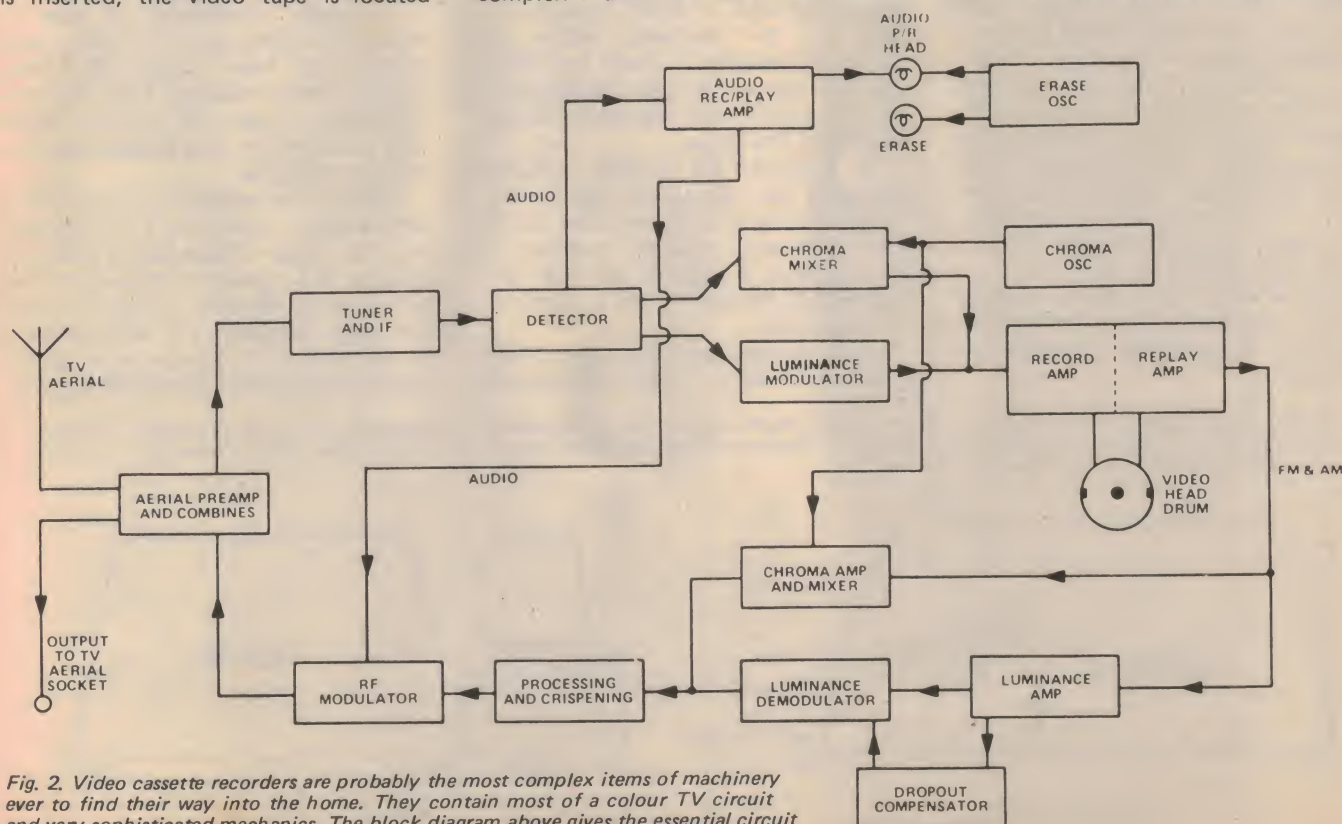 is inserted, the video tape is located
AUDIO
P/R
HEAD
AUDIO
REC/PLAY
AMP
ERASE
OSC
ERASE
AUDIO
CHROMA
MIXER
CHROMA
OSC
TUNER
AND IF
DETECTOR
TV
AERIAL
LUMINANCE
MODULATOR
RECORD
AMP
REPLAY
AMP
AUDIO
FM & AM
AERIAL PREAMP
AND COMBINES
VIDEO
HEAD
DRUM
CHROMA AMP
AND MIXER
OUTPUT
TO TV
AERIAL
SOCKET
RF
MODULATOR
PROCESSING
AND CRISPENING
LUMINANCE
DEMODULATOR
LUMINANCE
AMP
DROPOUT
COMPENSATOR
Fig. 2. Video cassette recorders are probably the most complex items of machinery
ever to find their way into the home. They contain most of a colour TV circuit
and very sophisticated mechanics. The block diagram above gives the essential circuit